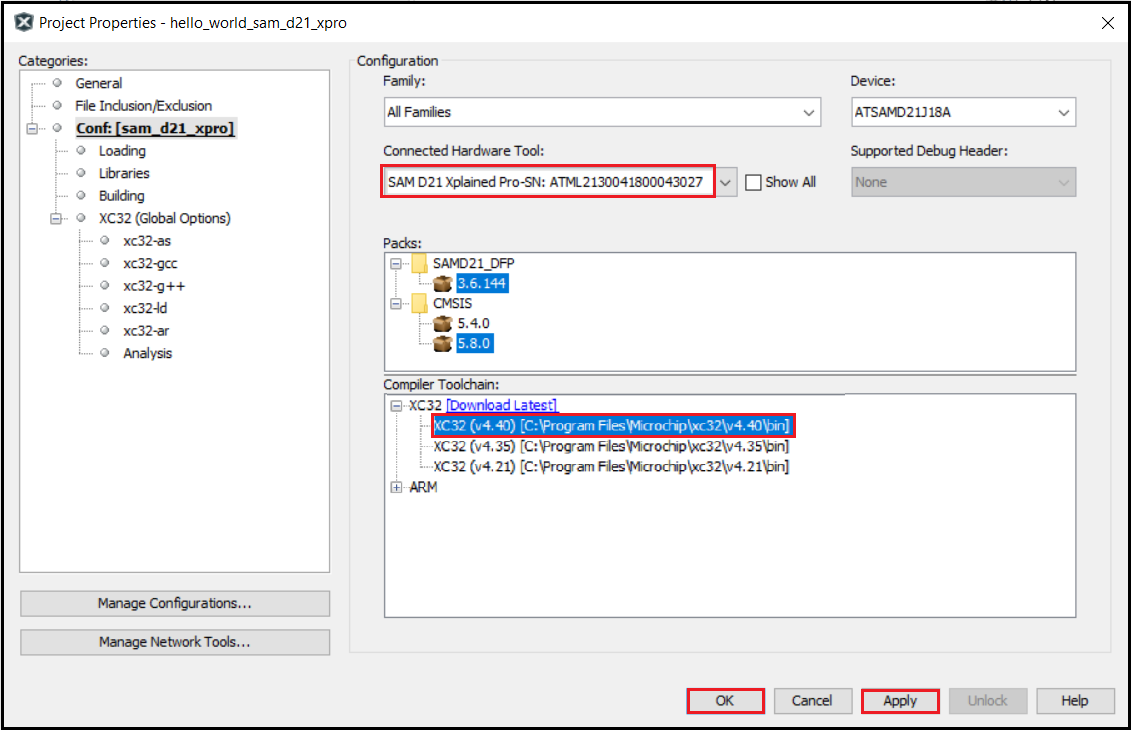 Project Properties - hello_world_sam_d21_xpro
Categories:
General
File Inclusion/Exclusion
Conf: [sam_d21_xpro]
Loading
Libraries
Building
XC32 (Global Options)
xc32-as
xc32-gcc
xc32-g++
xc32-ld
xc32-ar
Analysis
Manage Configurations...
Manage Network Tools...
Configuration
Family:
Device:
All Families
ATSAMD21J18A
Connected Hardware Tool:
Supported Debug Header:
SAM D21 Xplained Pro-SN: ATML2130041800043027
Show All
None
Packs:
SAMD21_DFP
3.6.144
CMSIS
5.4.0
5.8.0
Compiler Toolchain:
XC32 [Download Latest]
XC32 (v4.40) [C:\Program Files\Microchip\xc32\v4.40\bin]
XC32 (v4.35) [C:\Program Files\Microchip\xc32\v4.35\bin]
XC32 (v4.21) [C:\Program Files\Microchip\xc32\v4.21\bin]
ARM
OK
Cancel
Apply
Unlock
Help